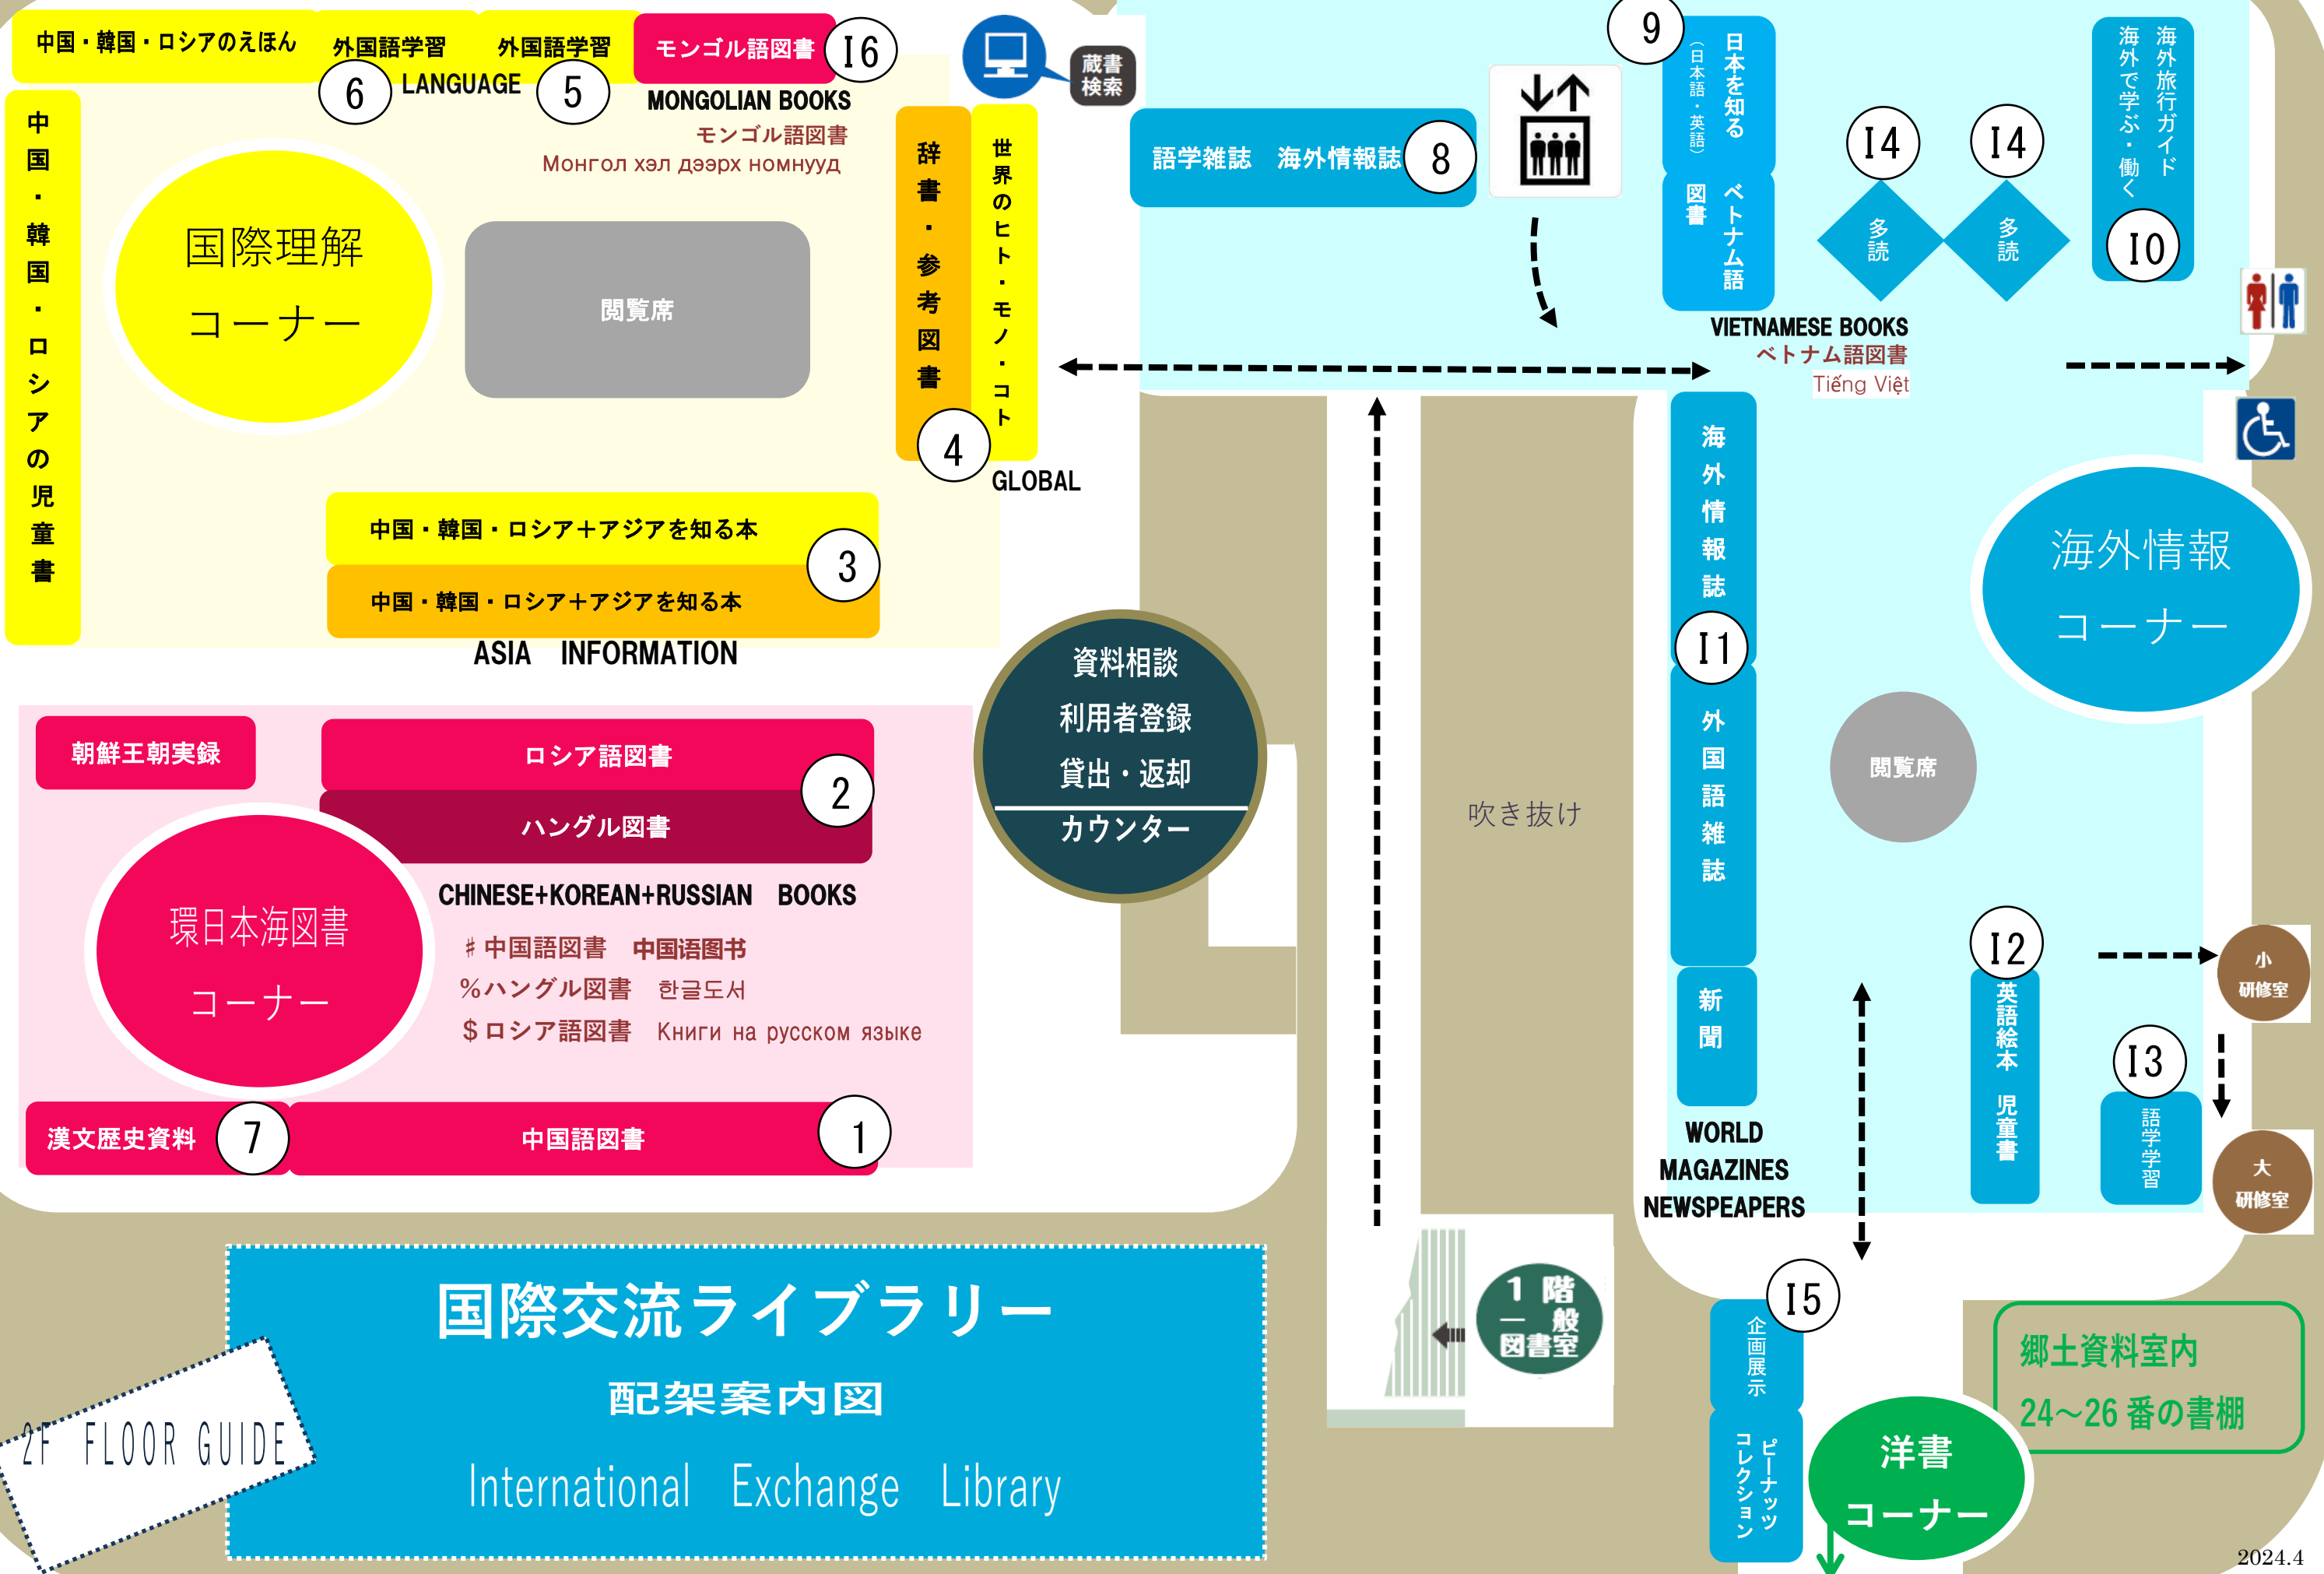 中国・韓国・ロシアのえほん
外国語学習
6
LANGUAGE
外国語学習
5
モンゴル語図書
16
MONGOLIAN BOOKS
モンゴル語図書
Монгол хэл дээрх номнууд
蔵書
検索
中国・韓国・ロシアの児童書
国際理解
コーナー
閲覧席
辞書・参考図書
世界のヒト・モノ・コト
4
GLOBAL
中国・韓国・ロシア＋アジアを知る本
3
中国・韓国・ロシア＋アジアを知る本
ASIA　INFORMATION
語学雑誌　海外情報誌
8
9
日本を知る
（日本語・英語）
ベトナム語
図書
VIETNAMESE BOOKS
ベトナム語図書
Tiếng Việt
14
多読
14
多読
海外旅行ガイド
海外で学ぶ・働く
10
海外情報誌
11
外国語雑誌
新聞
WORLD
MAGAZINES
NEWSPEAPERS
海外情報
コーナー
閲覧席
12
英語絵本　児童書
13
語学学習
小
研修室
大
研修室
朝鮮王朝実録
ロシア語図書
2
ハングル図書
CHINESE+KOREAN+RUSSIAN　BOOKS
♯中国語図書　中国语图书
%ハングル図書　한글도서
$ロシア語図書　Книги на русском языке
環日本海図書
コーナー
漢文歴史資料
7
中国語図書
1
資料相談
利用者登録
貸出・返却
カウンター
吹き抜け
1 階
一 般
図書室
15
企画展示
ピーナッツ
コレクション
洋書
コーナー
郷土資料室内
24～26 番の書棚
国際交流ライブラリー
配架案内図
International　Exchange　Library
2F　FLOOR GUIDE
2024.4